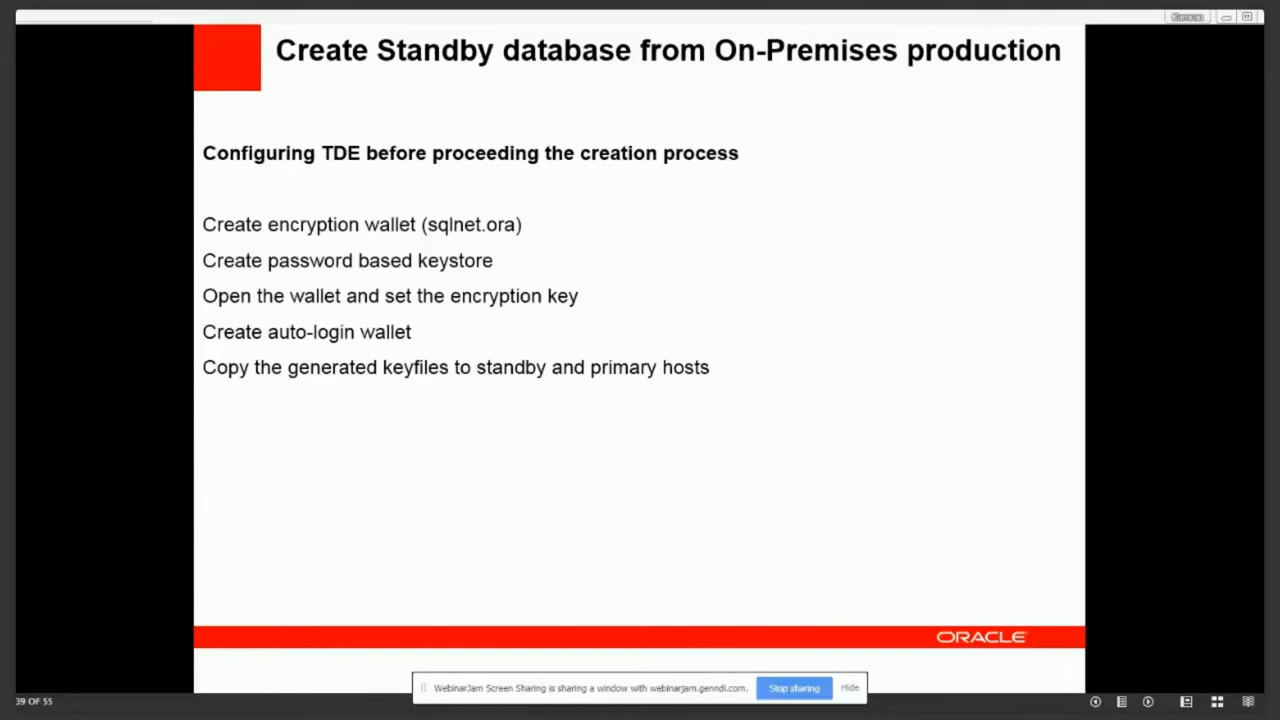 Create Standby database from On-Premises production
Configuring TDE before proceeding the creation process
Create encryption wallet (sqlnet.ora)
Create password based keystore
Open the wallet and set the encryption key
Create auto-login wallet
Copy the generated keyfiles to standby and primary hosts
ORACLE
WebinarJam Screen Sharing is sharing a window with webinarjam.genndi.com.
Stop sharing
Hide
39 OF 55